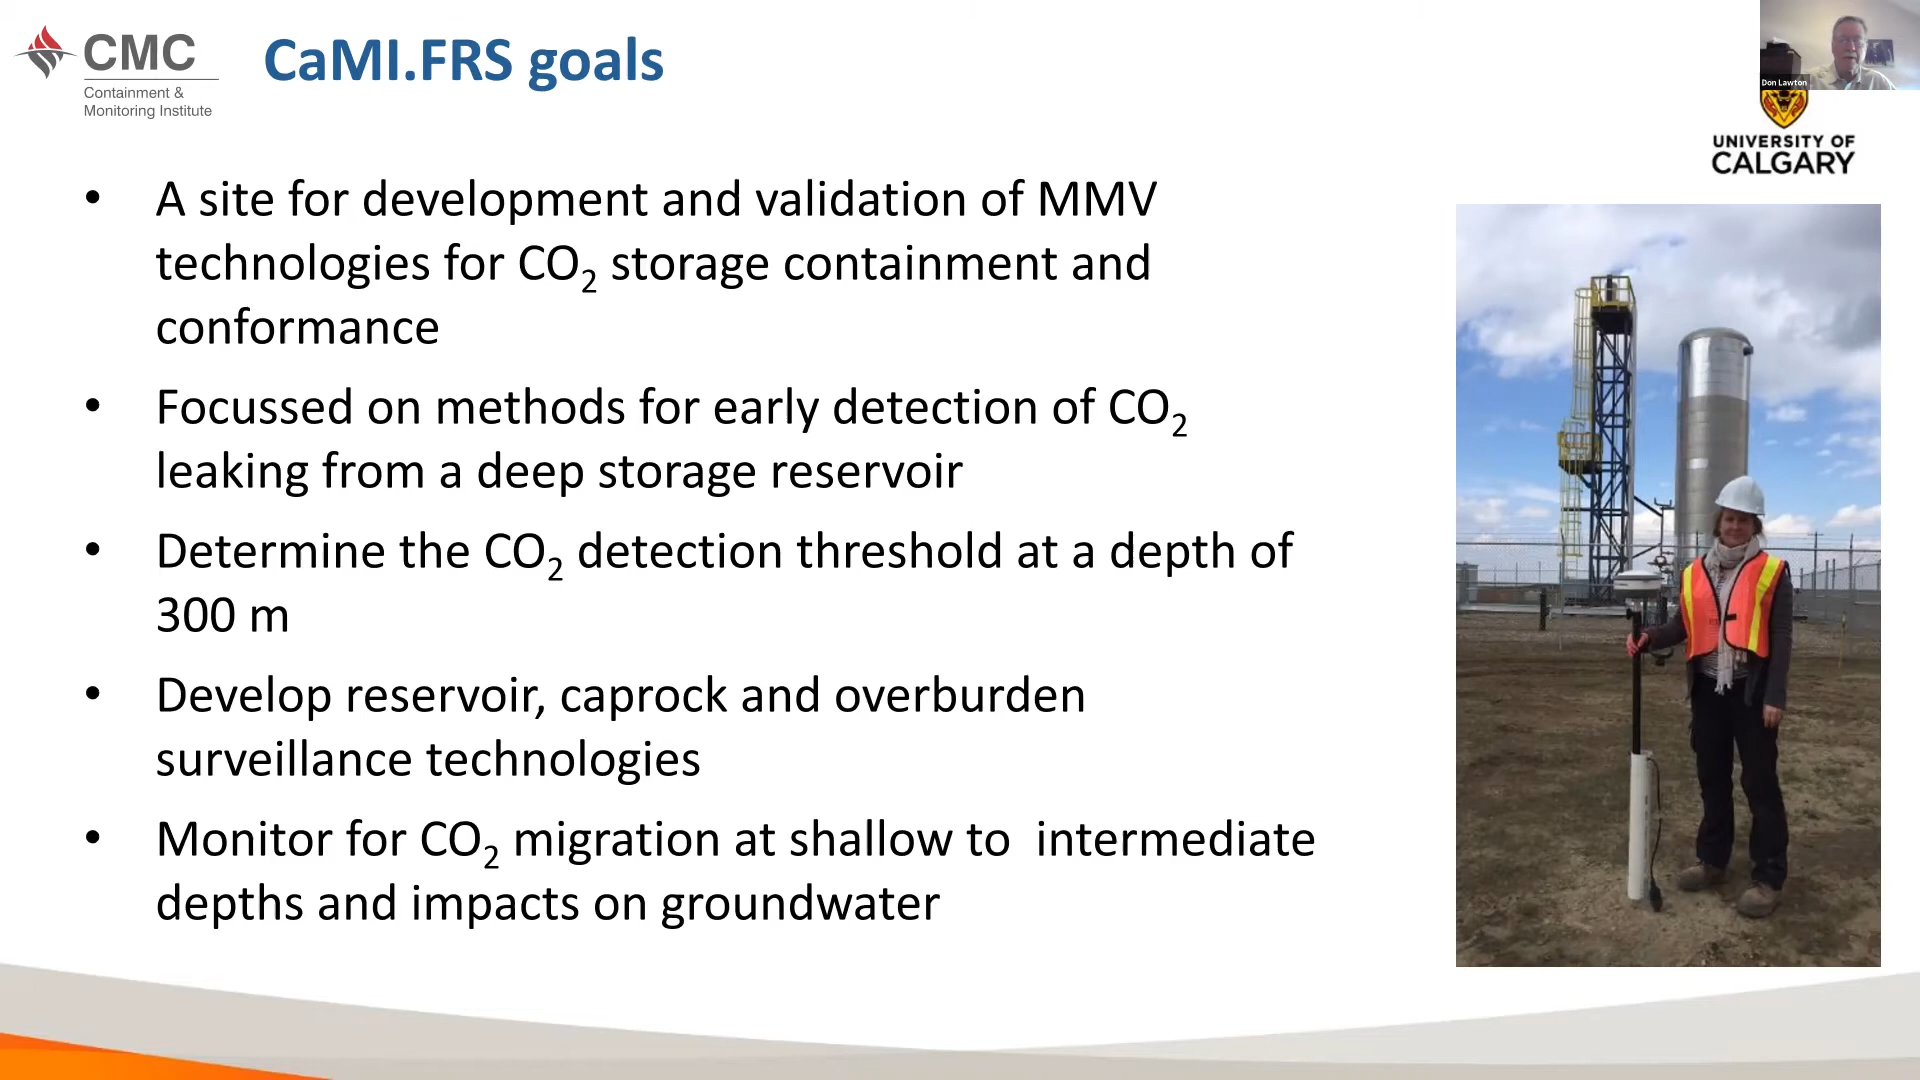 CMC
Containment &
Monitoring Institute
CaMI.FRS goals
Don Lawton
UNIVERSITY OF
CALGARY
• A site for development and validation of MMV
technologies for CO₂ storage containment and
conformance
• Focussed on methods for early detection of CO₂
leaking from a deep storage reservoir
• Determine the CO₂ detection threshold at a depth of
300 m
• Develop reservoir, caprock and overburden
surveillance technologies
• Monitor for CO₂ migration at shallow to  intermediate
depths and impacts on groundwater